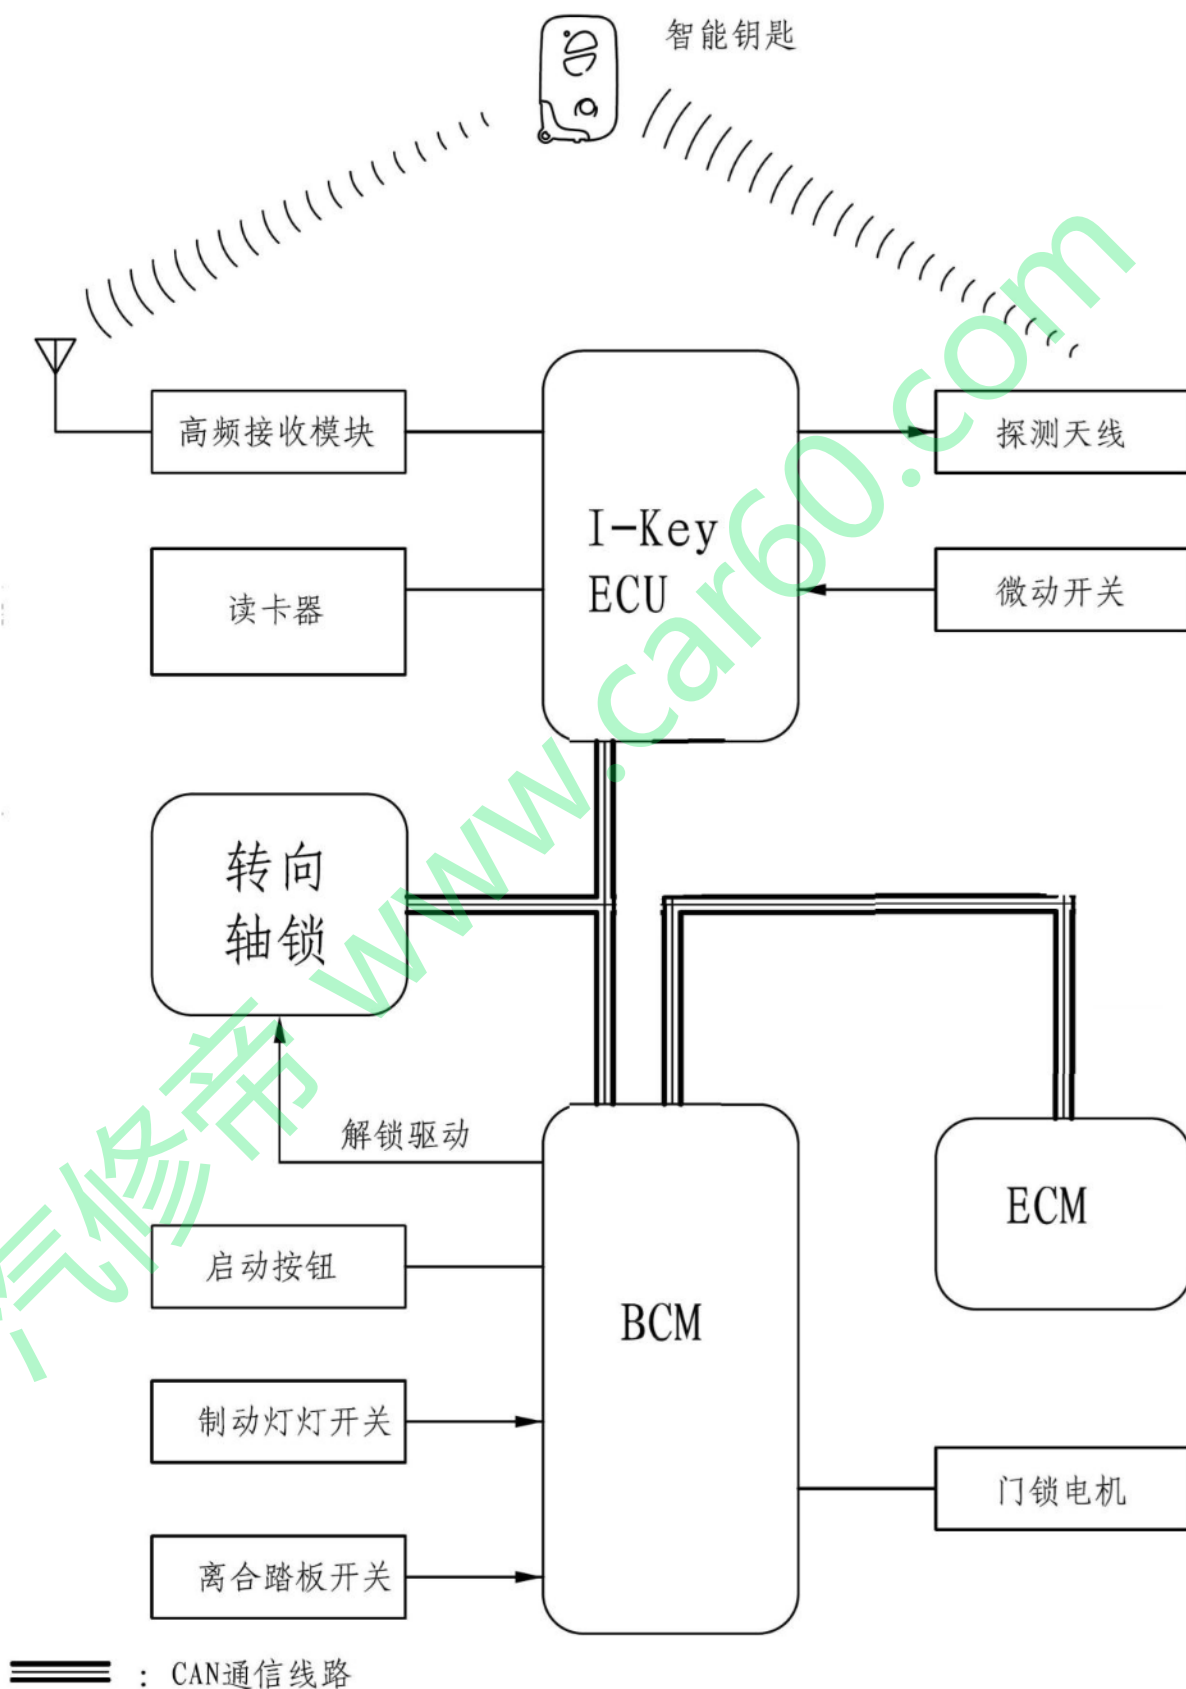 智能钥匙
高频接收模块
探测天线
I-Key
ECU
读卡器
微动开关
转向
轴锁
解锁驱动
ECM
启动按钮
BCM
制动灯灯开关
门锁电机
离合踏板开关
: CAN通信线路
汽修帝 www.car60.com